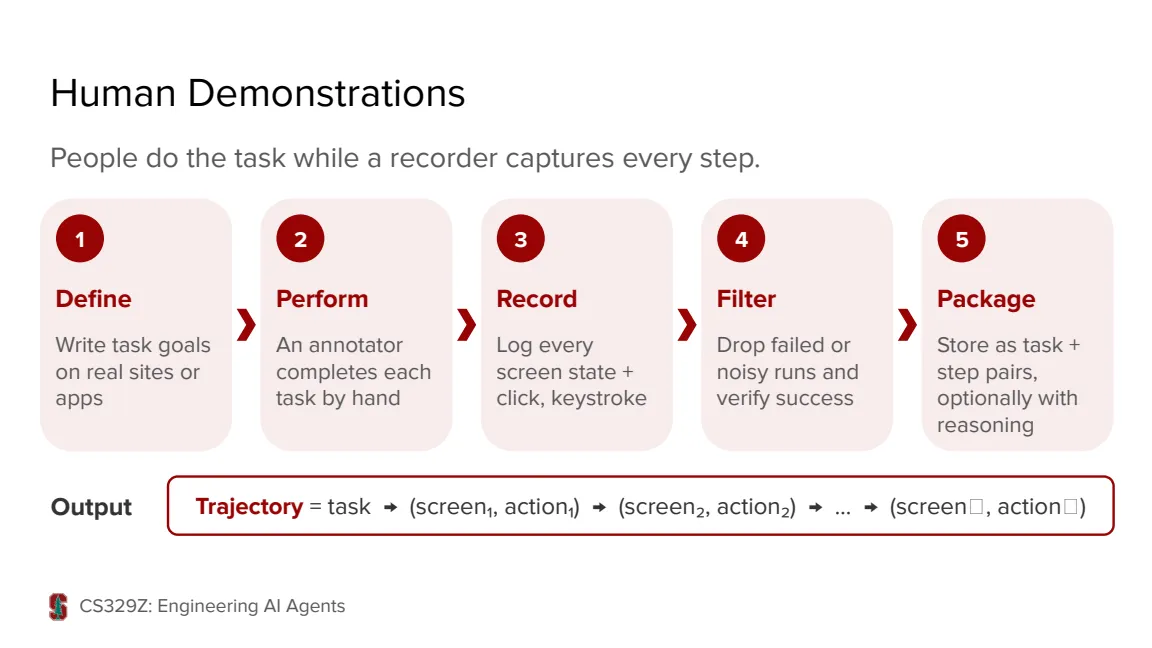 Human Demonstrations
People do the task while a recorder captures every step.
1
Define
Write task goals
on real sites or
apps
2
Perform
An annotator
completes each
task by hand
3
Record
Log every
screen state +
click, keystroke
4
Filter
Drop failed or
noisy runs and
verify success
5
Package
Store as task +
step pairs,
optionally with
reasoning
Output
Trajectory = task → (screen₁, action₁) → (screen₂, action₂) → ... → (screen□, action□)
CS329Z: Engineering AI Agents